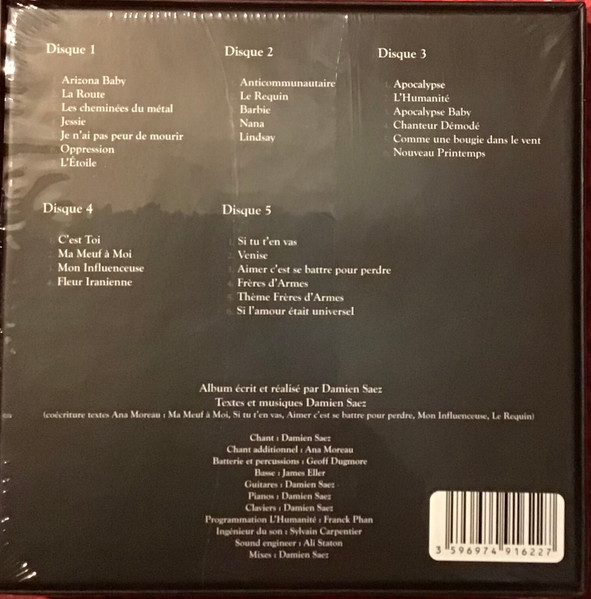 Disque 1
Arizona Baby
La Route
Les cheminées du métal
Jessie
Je n'ai pas peur de mourir
Oppression
L'Étoile
Disque 2
Anticommunautaire
Le Requin
Barbie
Nana
Lindsay
Disque 3
Apocalypse
L'Humanité
Apocalypse Baby
Chanteur Démodé
Comme une bougie dans le vent
Nouveau Printemps
Disque 4
C'est Toi
Ma Meuf à Moi
Mon Influenceuse
Fleur Iranienne
Disque 5
Si tu t'en vas
Venise
Aimer c'est se battre pour perdre
Frères d'Armes
Thème Frères d'Armes
Si l'amour était universel
Album écrit et réalisé par Damien Saez
Textes et musiques Damien Saez
(coécriture textes Ana Moreau : Ma Meuf à Moi, Si tu t'en vas, Aimer c'est se battre pour perdre, Mon Influenceuse, Le Requin)
Chant : Damien Saez
Chant additionnel : Ana Moreau
Batterie et percussions : Geoff Dugmore
Basse : James Eller
Guitares : Damien Saez
Pianos : Damien Saez
Claviers : Damien Saez
Programmation L'Humanité : Franck Phan
Ingénieur du son : Sylvain Carpentier
Sound engineer : Ali Staton
Mixes : Damien Saez
3 596974 916227